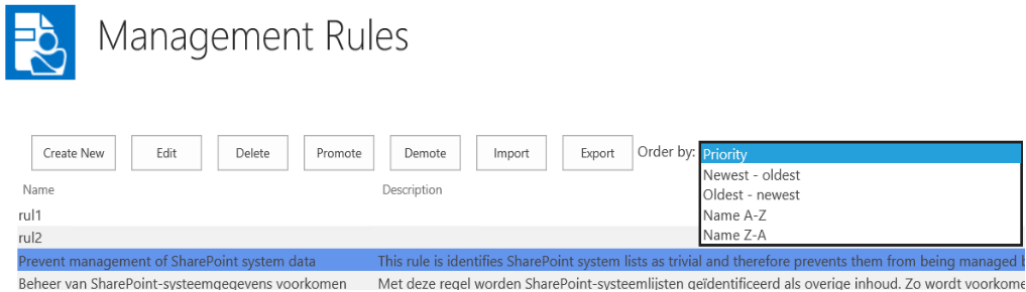 Management Rules
Create New Edit Delete Promote Demote Import Export Order by: Priority
Newest - oldest
Oldest - newest
Name A-Z
Name Z-A
Name Description
rul1
rul2
Prevent management of SharePoint system data This rule is identifies SharePoint system lists as trivial and therefore prevents them from being managed
Beheer van SharePoint-systeemgegevens voorkomen Met deze regel worden SharePoint-systeemlijsten geïdentificeerd als overige inhoud. Zo wordt voorkome